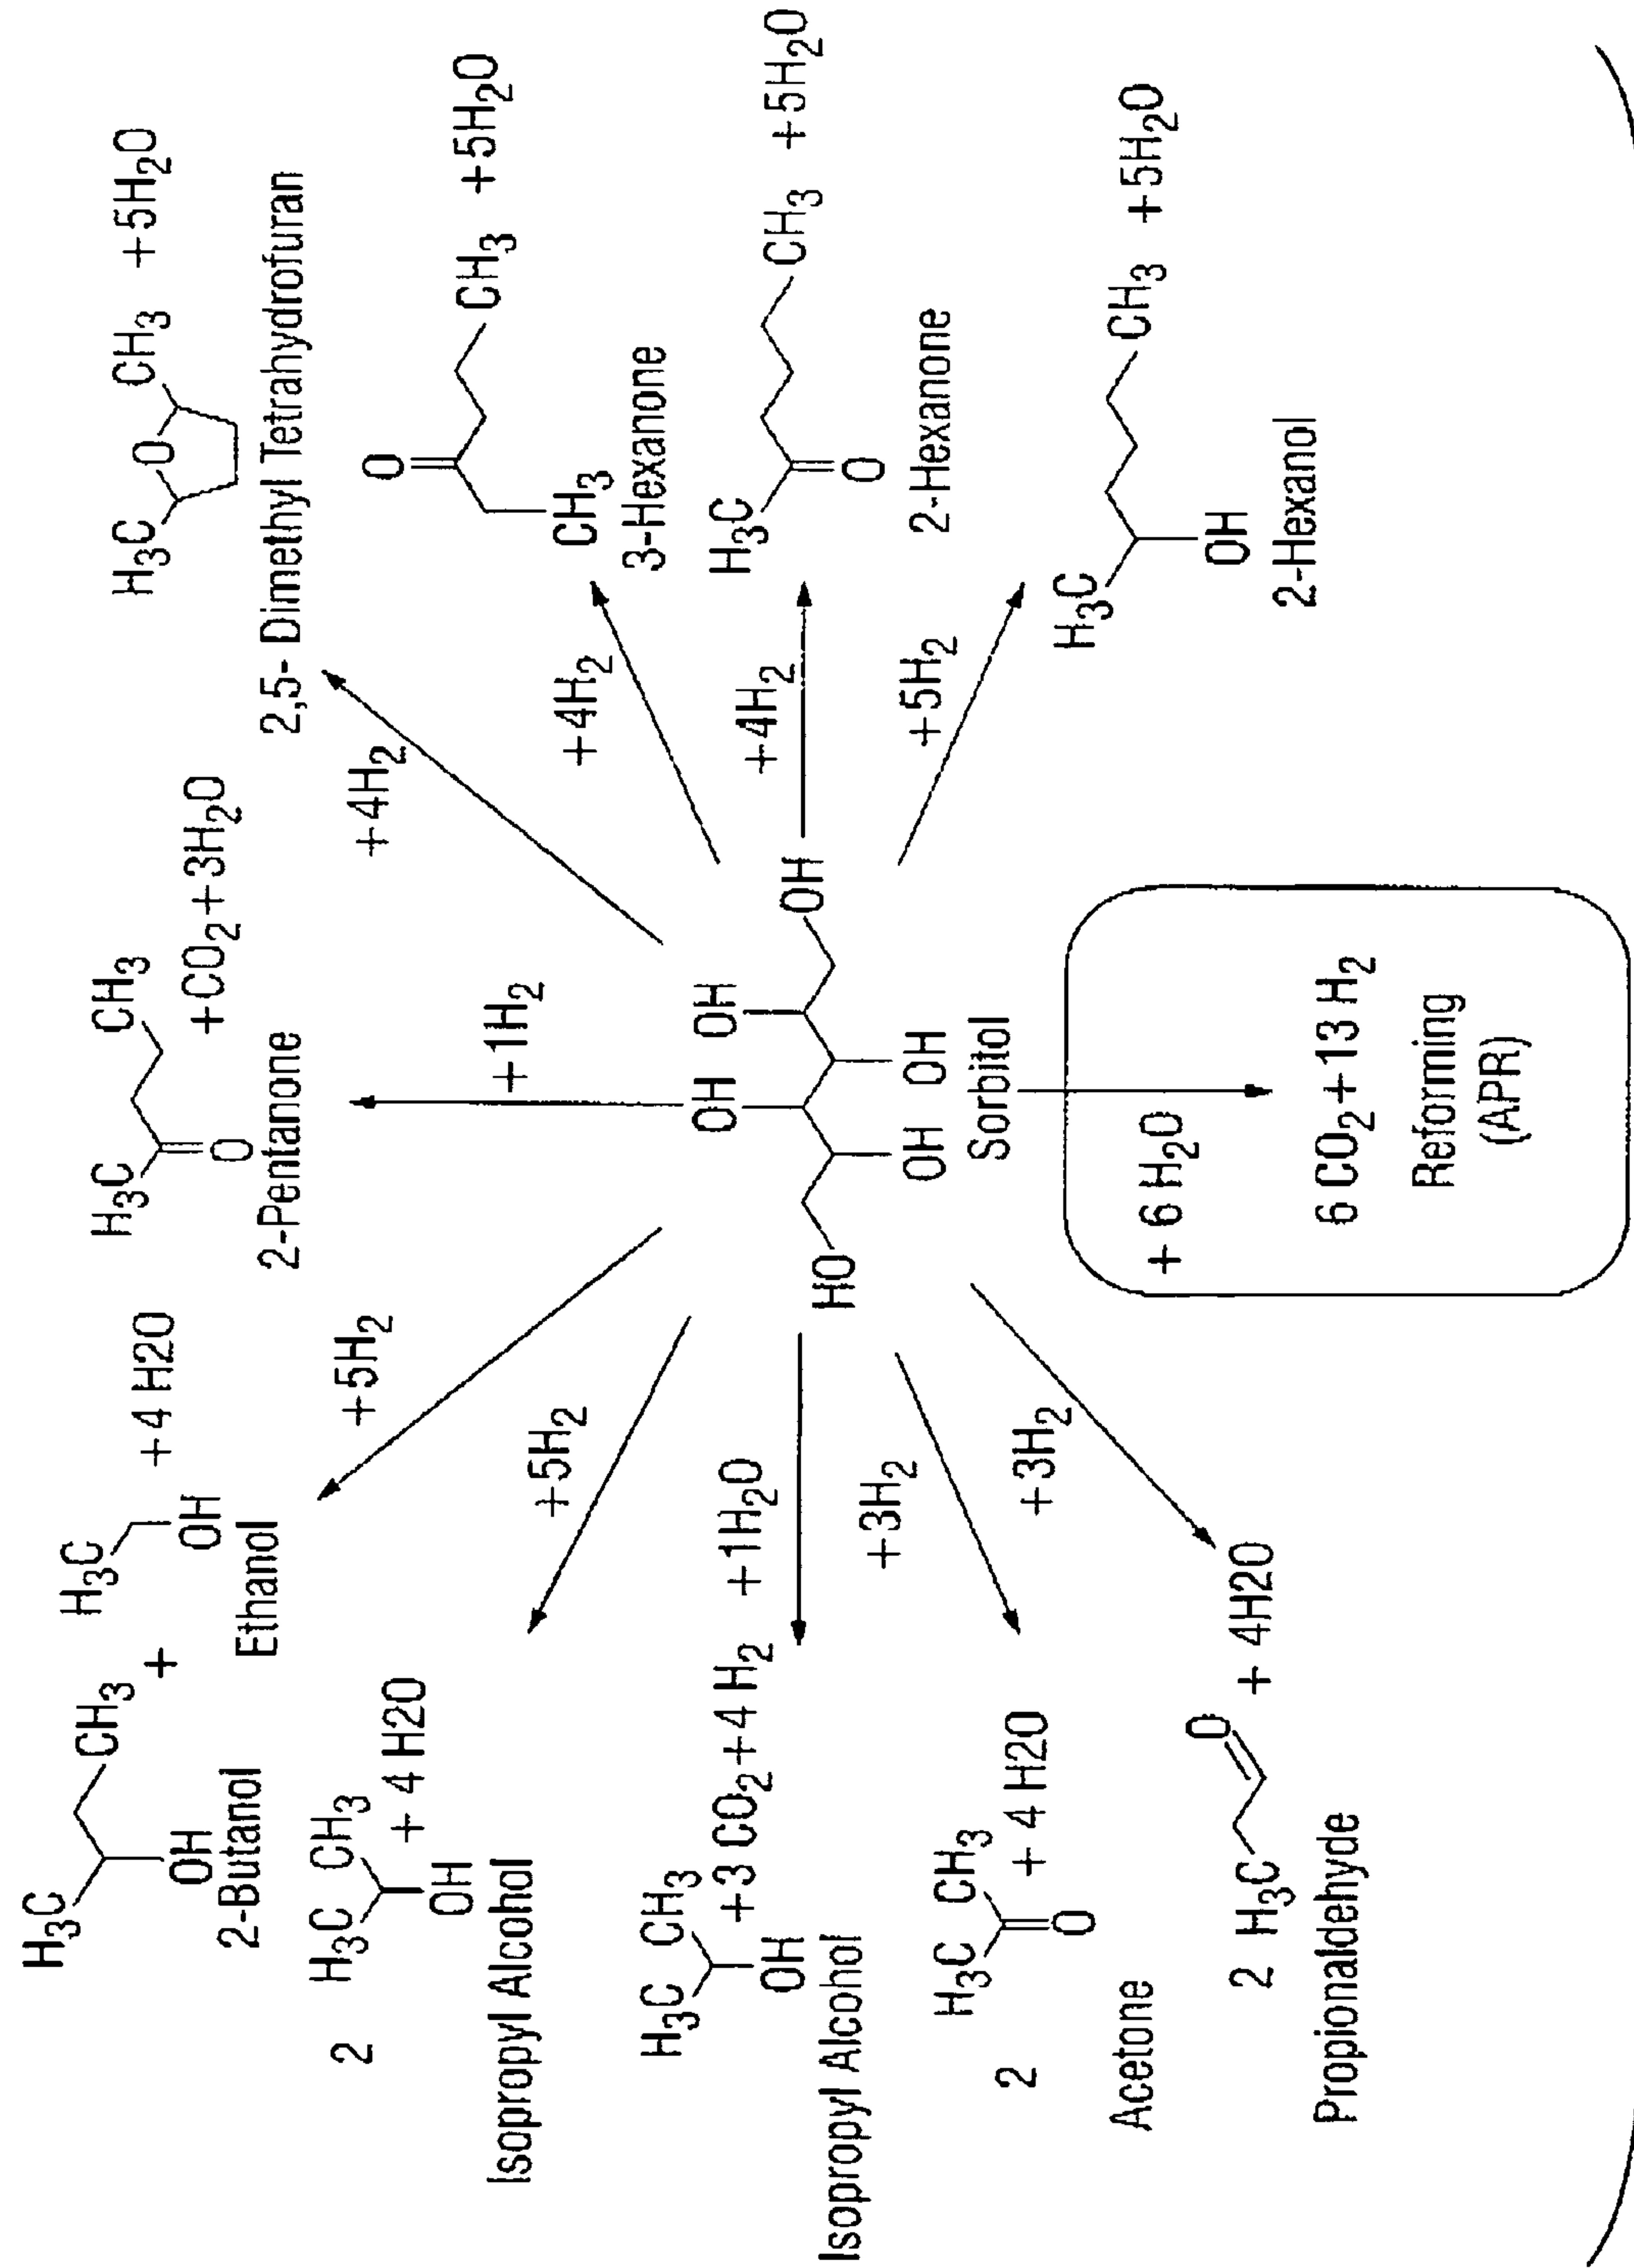 H3C
CH3
OH
2-Butanol
+
H3C
OH
Ethanol
+4 H2O
+5H2
H3C
CH3
O
2-Pentanone
+CO2+3H2O
+1H2
H3C
O
CH3
+5H2O
2,5- Dimethyl Tetrahydrofuran
+4H2
2
H3C
CH3
OH
+ 4 H2O
Isopropyl Alcohol
+5H2
O
CH3
CH3
+5H2O
3-Hexanone
+4H2
H3C
CH3
OH
+3 CO2+4 H2
Isopropyl Alcohol
+1H2O
HO
OH
OH
OH
OH
OH
Sorbitol
+4H2
H3C
O
CH3
+5H2O
2-Hexanone
2
H3C
CH3
O
+ 4 H2O
Acetone
+3H2
+5H2
H3C
OH
CH3
+5H2O
2-Hexanol
2
H3C
O
+ 4H2O
Propionaldehyde
+3H2
+ 6 H2O
6 CO2+13 H2
Reforming
(APR)